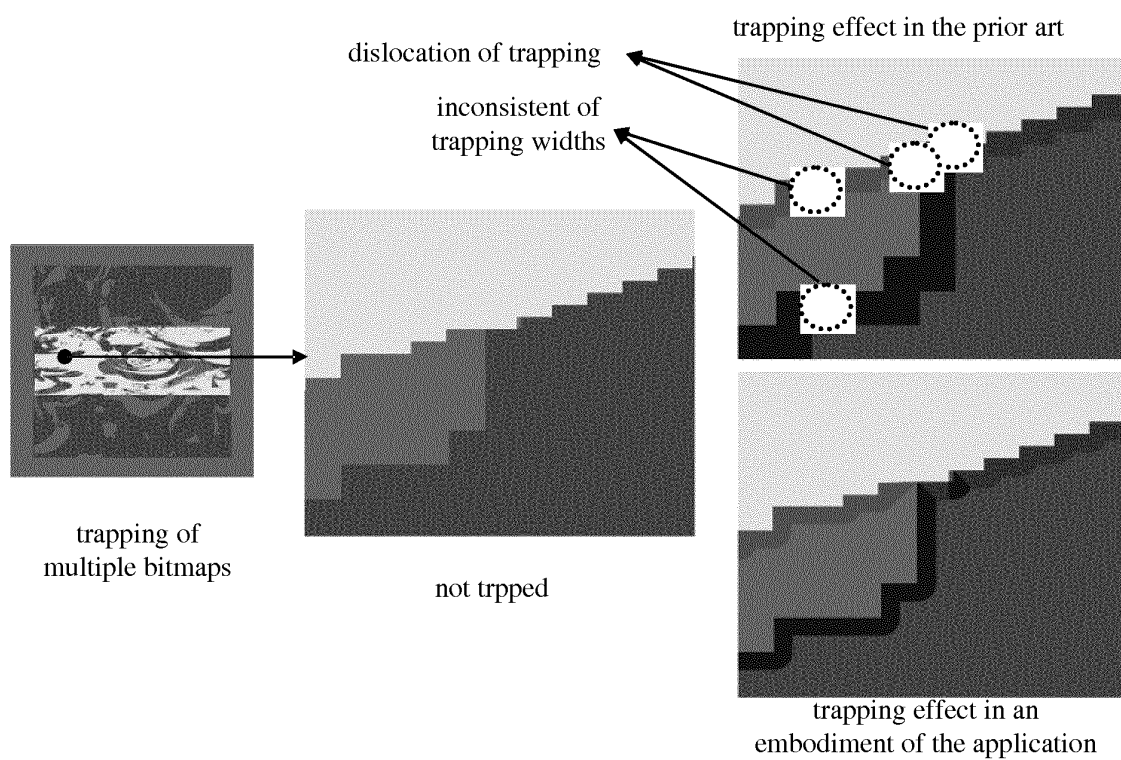 trapping effect in the prior art
dislocation of trapping
inconsistent of
trapping widths
trapping of
multiple bitmaps
not trpped
trapping effect in an
embodiment of the application